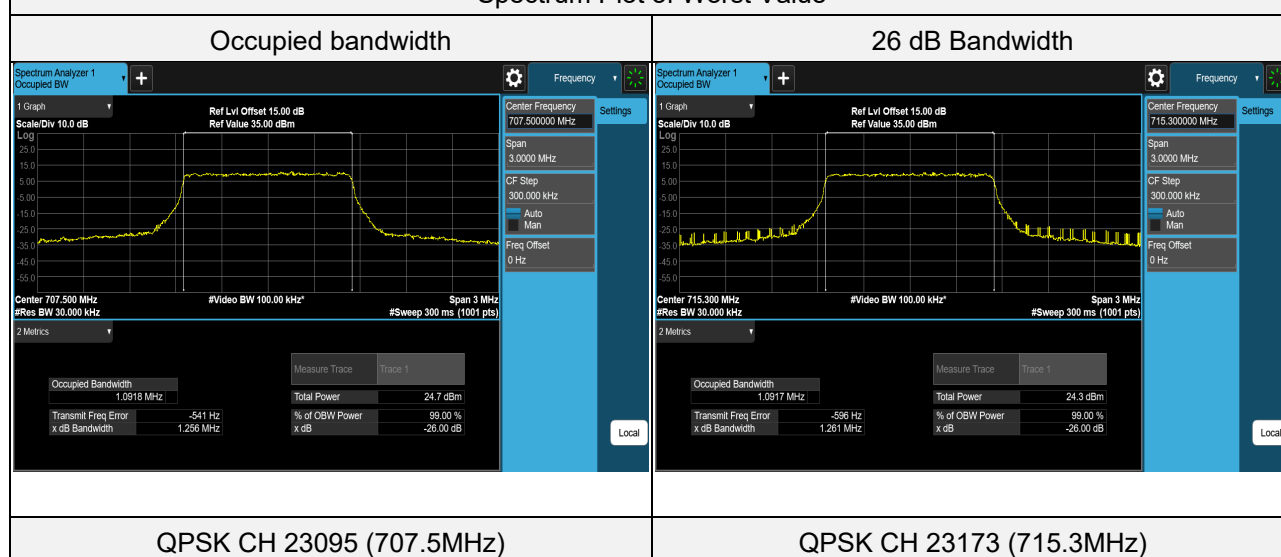 Spectrum Plot of Worst Value
Occupied bandwidth
26 dB Bandwidth
Spectrum Analyzer 1
Occupied BW
+
Frequency
1 Graph
Scale/Div 10.0 dB
Ref Lvl Offset 15.00 dB
Ref Value 35.00 dBm
Log
25.0
15.0
5.00
-5.00
-15.0
-25.0
-35.0
-45.0
-55.0
Center 707.500 MHz
#Res BW 30.000 kHz
#Video BW 100.00 kHz*
Span 3 MHz
#Sweep 300 ms (1001 pts)
Center Frequency
707.500000 MHz
Settings
Span
3.0000 MHz
CF Step
300.000 kHz
Auto
Man
Freq Offset
0 Hz
2 Metrics
Measure Trace Trace 1
Occupied Bandwidth
1.0918 MHz
Total Power 24.7 dBm
Transmit Freq Error -541 Hz
% of OBW Power 99.00 %
x dB Bandwidth 1.256 MHz
x dB -26.00 dB
Local
Spectrum Analyzer 1
Occupied BW
+
Frequency
1 Graph
Scale/Div 10.0 dB
Ref Lvl Offset 15.00 dB
Ref Value 35.00 dBm
Log
25.0
15.0
5.00
-5.00
-15.0
-25.0
-35.0
-45.0
-55.0
Center 715.300 MHz
#Res BW 30.000 kHz
#Video BW 100.00 kHz*
Span 3 MHz
#Sweep 300 ms (1001 pts)
Center Frequency
715.300000 MHz
Settings
Span
3.0000 MHz
CF Step
300.000 kHz
Auto
Man
Freq Offset
0 Hz
2 Metrics
Measure Trace Trace 1
Occupied Bandwidth
1.0917 MHz
Total Power 24.3 dBm
Transmit Freq Error -596 Hz
% of OBW Power 99.00 %
x dB Bandwidth 1.261 MHz
x dB -26.00 dB
Local
QPSK CH 23095 (707.5MHz)
QPSK CH 23173 (715.3MHz)